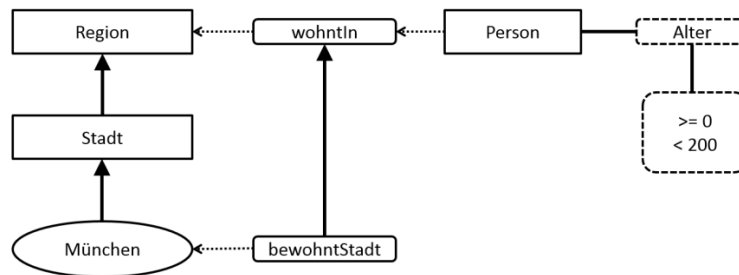 Region
wohntIn
Person
Alter
Stadt
>= 0
< 200
München
bewohntStadt